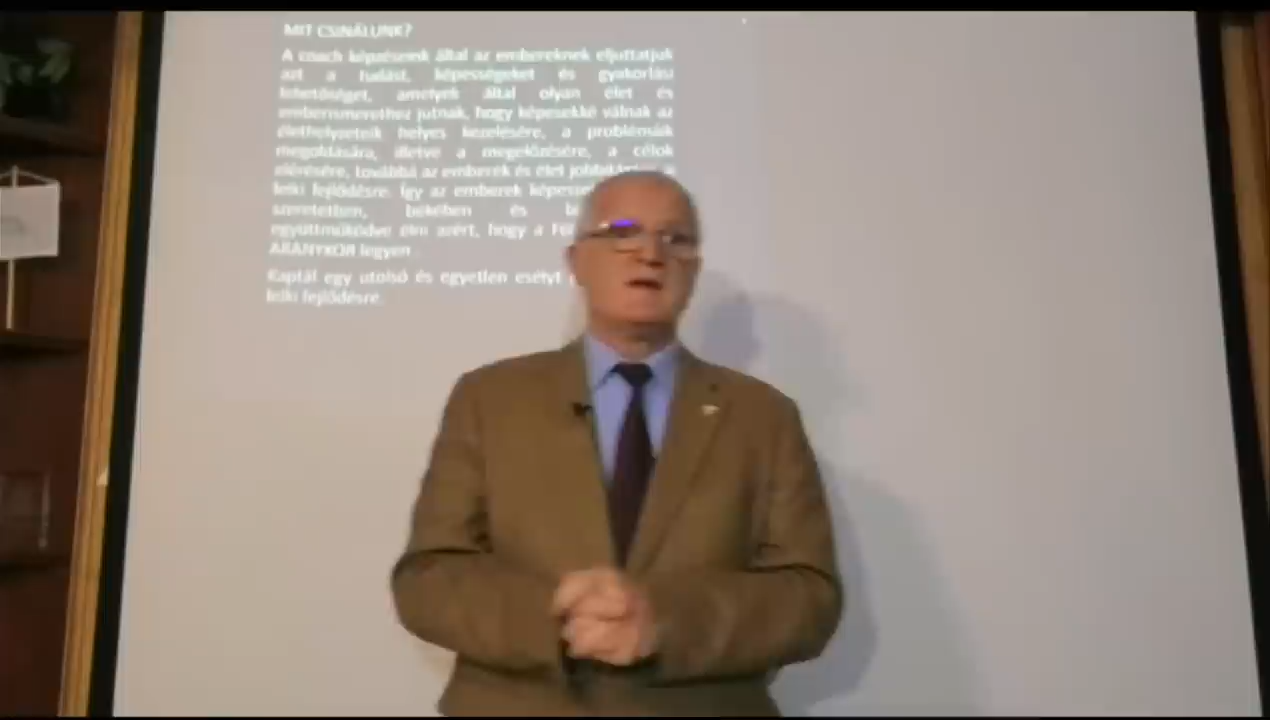 MIT CSINÁLUNK?
A coach képzéseink által az embereknek eljuttatjuk
azt a tudást, képességeket és gyakorlási
lehetőséget, amelyek által olyan élet és
emberismerethez jutnak, hogy képesekké válnak az
élethelyzeteik helyes kezelésére, a problémáik
megoldására, illetve a megelőzésére, a célok
elérésére, továbbá az emberek és élet
lelki fejlődésre. Így az emberek
szeretetben, békében és
együttműködve élni azért, hogy a
ARANYKOR legyen.
Kaptál egy utolsó és egyetlen esélyt
lelki fejlődésre.